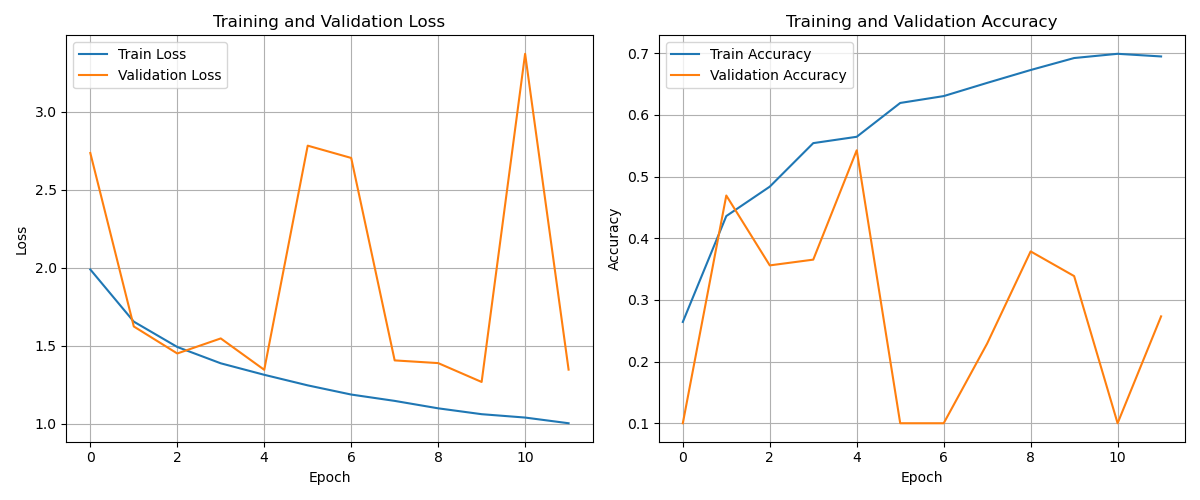 Training and Validation Loss
Train Loss
Validation Loss
3.0
2.5
2.0
1.5
1.0
Loss
0 2 4 6 8 10
Epoch
Training and Validation Accuracy
Train Accuracy
Validation Accuracy
0.7
0.6
0.5
0.4
0.3
0.2
0.1
Accuracy
0 2 4 6 8 10
Epoch